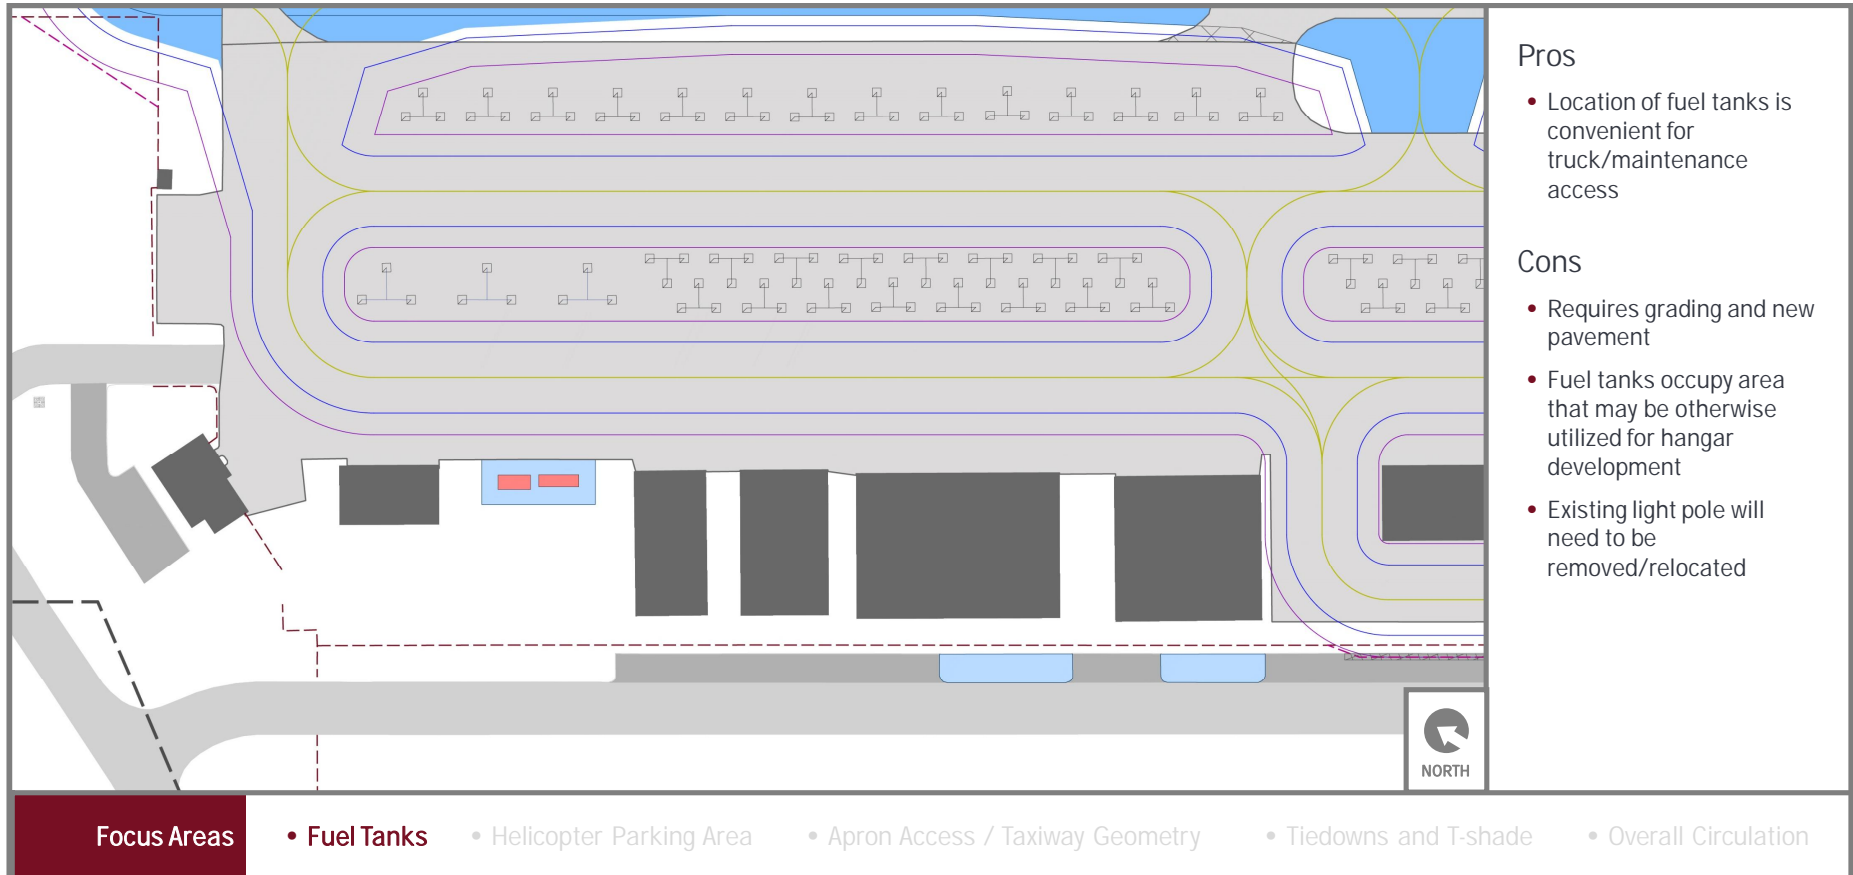 Pros
• Location of fuel tanks is
convenient for
truck/maintenance
access
Cons
• Requires grading and new
pavement
• Fuel tanks occupy area
that may be otherwise
utilized for hangar
development
• Existing light pole will
need to be
removed/relocated
NORTH
Focus Areas • Fuel Tanks • Helicopter Parking Area • Apron Access / Taxiway Geometry • Tiedowns and T-shade • Overall Circulation